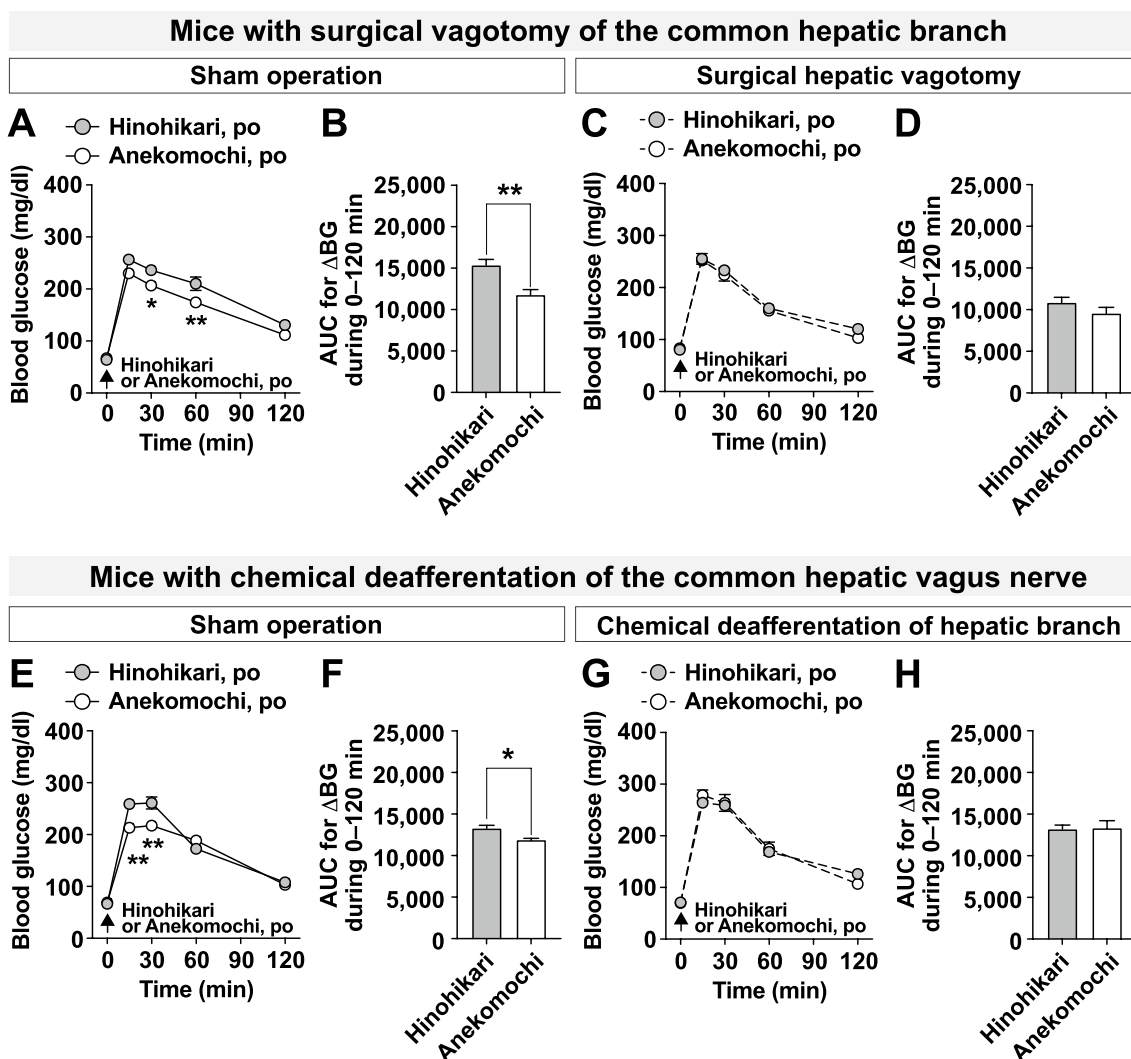 Mice with surgical vagotomy of the common hepatic branch
Sham operation
Surgical hepatic vagotomy
A
Hinohikari, po
Anekomochi, po
Blood glucose (mg/dl)
400
300
200
100
0
*
**
Hinohikari
or Anekomochi, po
0 30 60 90 120
Time (min)
B
AUC for ΔBG
during 0–120 min
25,000
20,000
15,000
10,000
5,000
0
**
Hinohikari
Anekomochi
C
Hinohikari, po
Anekomochi, po
Blood glucose (mg/dl)
400
300
200
100
0
Hinohikari
or Anekomochi, po
0 30 60 90 120
Time (min)
D
AUC for ΔBG
during 0–120 min
25,000
20,000
15,000
10,000
5,000
0
Hinohikari
Anekomochi
Mice with chemical deafferentation of the common hepatic vagus nerve
Sham operation
Chemical deafferentation of hepatic branch
E
Hinohikari, po
Anekomochi, po
Blood glucose (mg/dl)
400
300
200
100
0
**
**
Hinohikari
or Anekomochi, po
0 30 60 90 120
Time (min)
F
AUC for ΔBG
during 0–120 min
25,000
20,000
15,000
10,000
5,000
0
*
Hinohikari
Anekomochi
G
Hinohikari, po
Anekomochi, po
Blood glucose (mg/dl)
400
300
200
100
0
Hinohikari
or Anekomochi, po
0 30 60 90 120
Time (min)
H
AUC for ΔBG
during 0–120 min
25,000
20,000
15,000
10,000
5,000
0
Hinohikari
Anekomochi